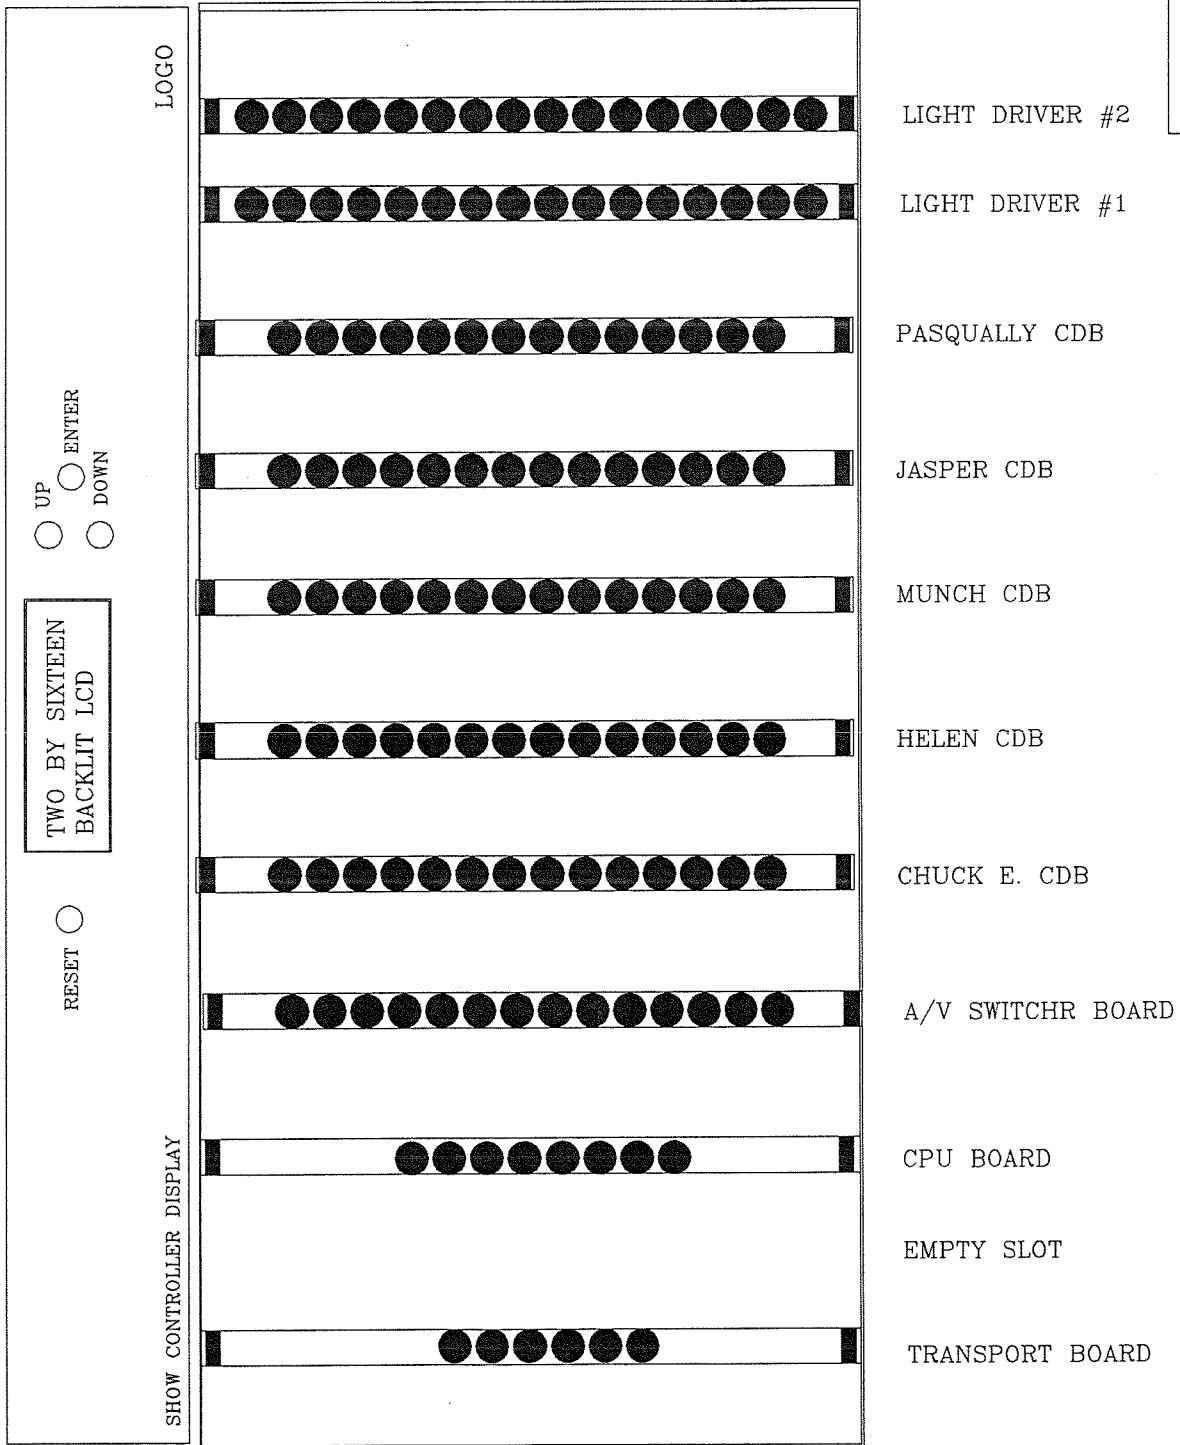 LOGO
UP
ENTER
DOWN
TWO BY SIXTEEN
BACKLIT LCD
RESET
SHOW CONTROLLER DISPLAY
LIGHT DRIVER #2
LIGHT DRIVER #1
PASQUALLY CDB
JASPER CDB
MUNCH CDB
HELEN CDB
CHUCK E. CDB
A/V SWITCHR BOARD
CPU BOARD
EMPTY SLOT
TRANSPORT BOARD